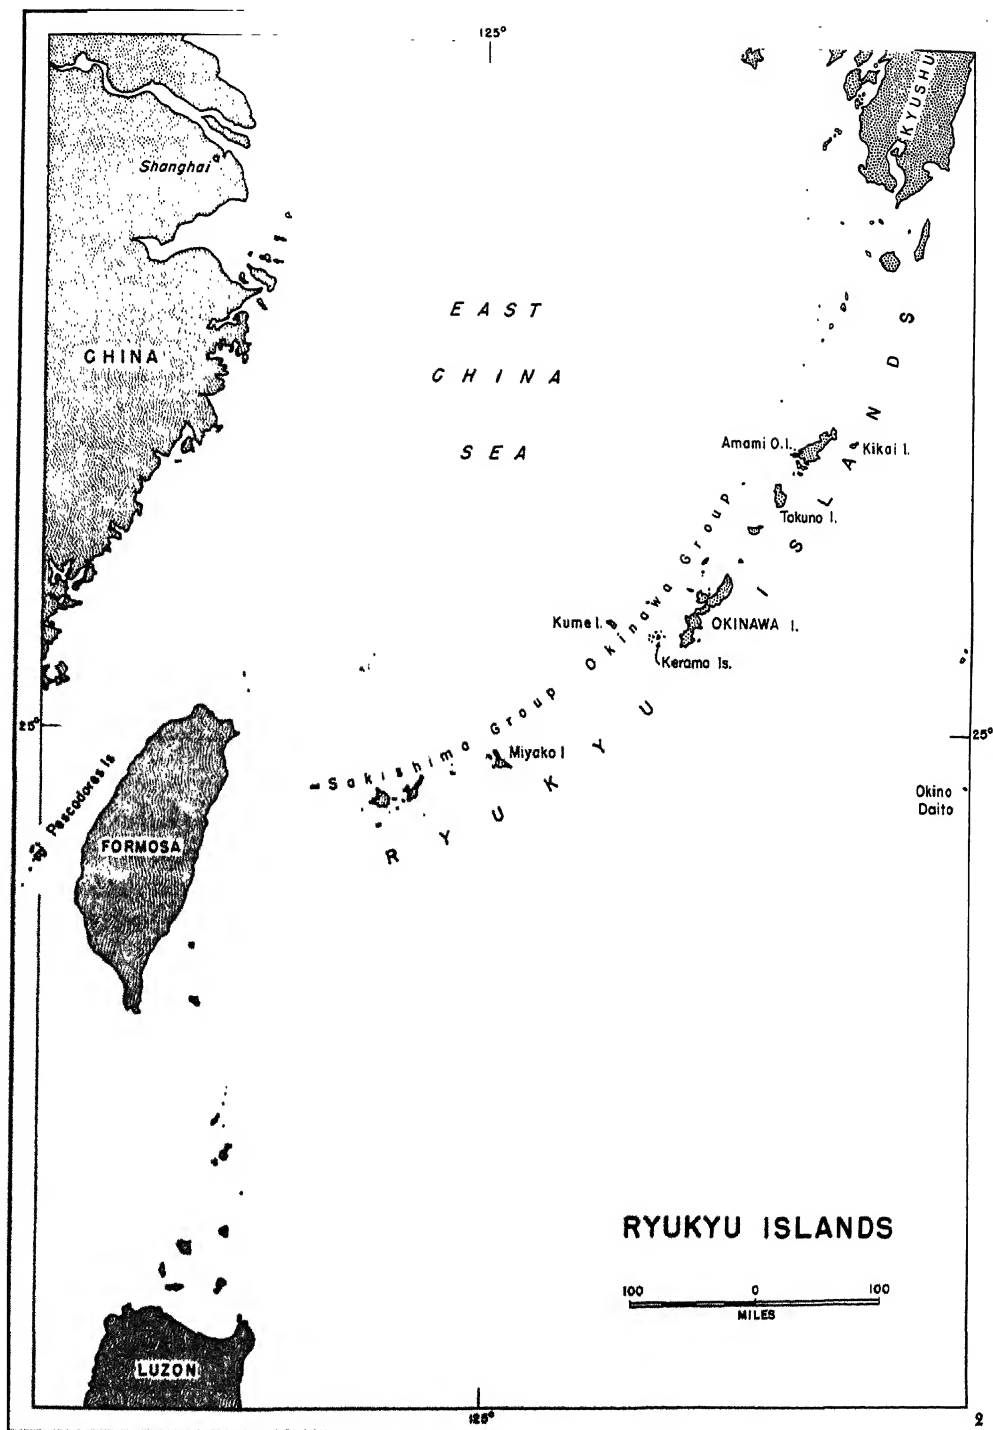 125°
KYUSHU
Shanghai
EAST
CHINA
CHINA
SEA
Amami O.I.
Kikai I.
Tokuno I.
Okinawa Group
Kume I.
OKINAWA I.
Kerama Is.
25°
25°
Sakishima Group
Miyako I
RYUKYU ISLANDS
Pescadores Is
Okino
Daito
FORMOSA
RYUKYU ISLANDS
100 0 100
MILES
LUZON
125°
2